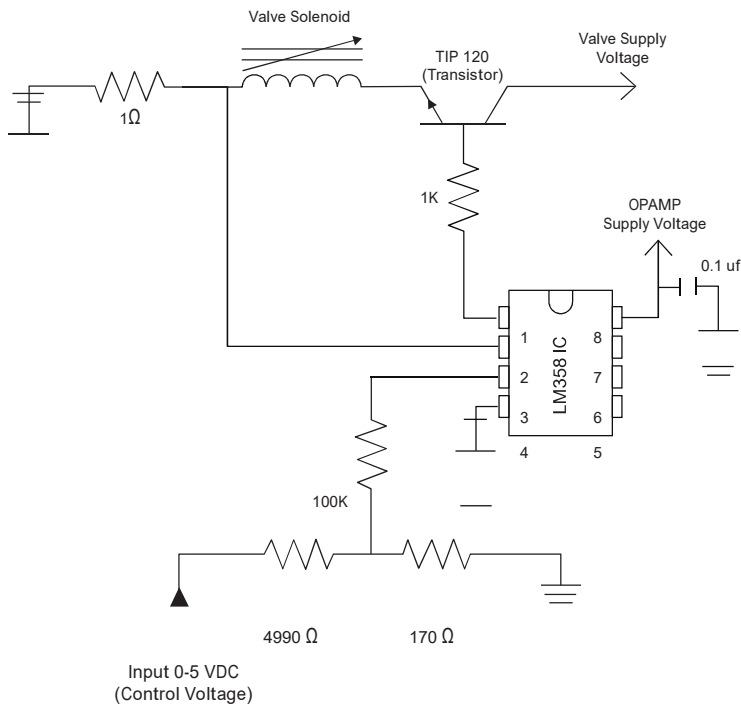 Valve Solenoid
TIP 120
(Transistor)
Valve Supply
Voltage
1Ω
1K
OPAMP
Supply Voltage
0.1 uf
LM358 IC
1
8
2
7
3
6
4
5
100K
4990 Ω
170 Ω
Input 0-5 VDC
(Control Voltage)